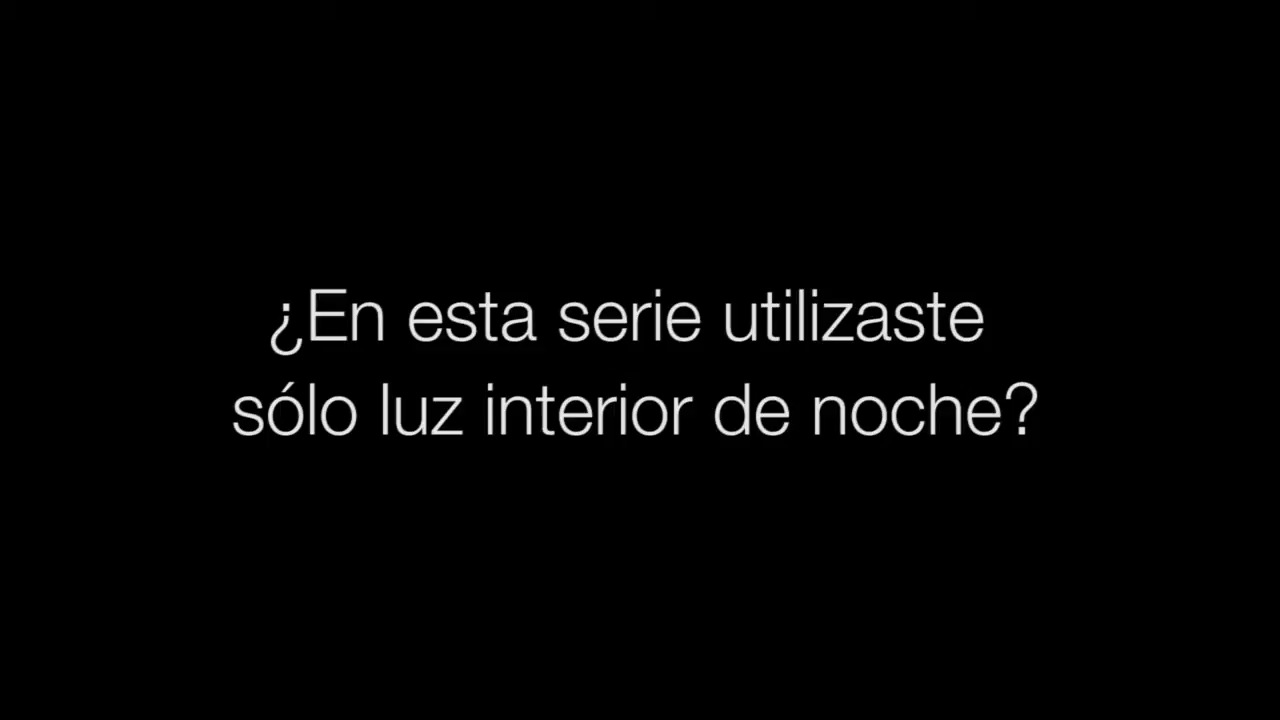 ¿En esta serie utilizaste
sólo luz interior de noche?